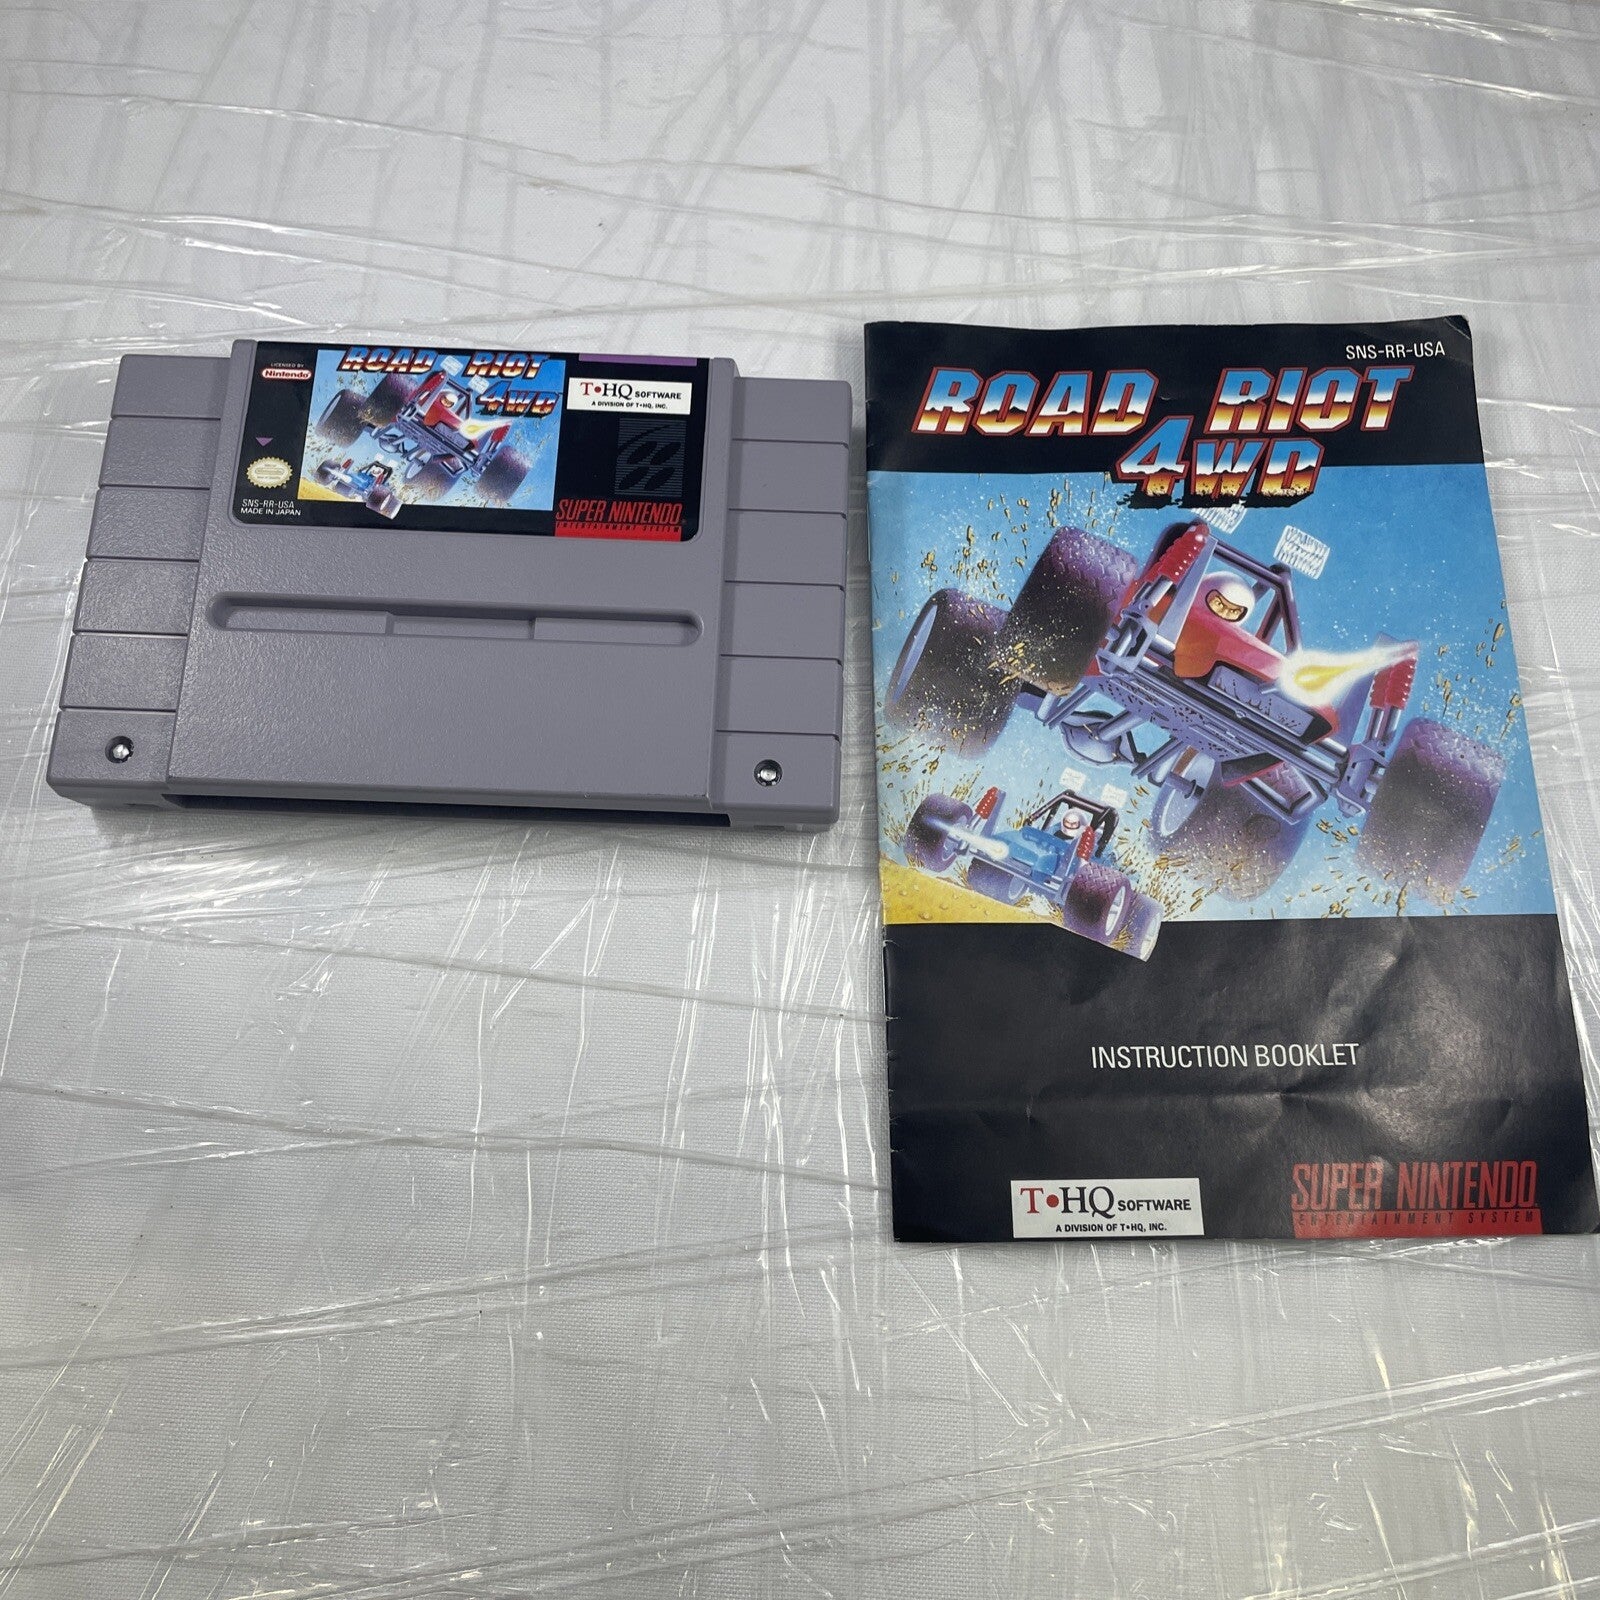 LICENSED BY
Nintendo
ROAD RIOT
4WD
T•HQ SOFTWARE
A DIVISION OF T•HQ, INC.
SNS-RR-USA
MADE IN JAPAN
SUPER NINTENDO
ENTERTAINMENT SYSTEM
SNS-RR-USA
ROAD RIOT
4WD
INSTRUCTION BOOKLET
T•HQ SOFTWARE
A DIVISION OF T•HQ, INC.
SUPER NINTENDO
ENTERTAINMENT SYSTEM